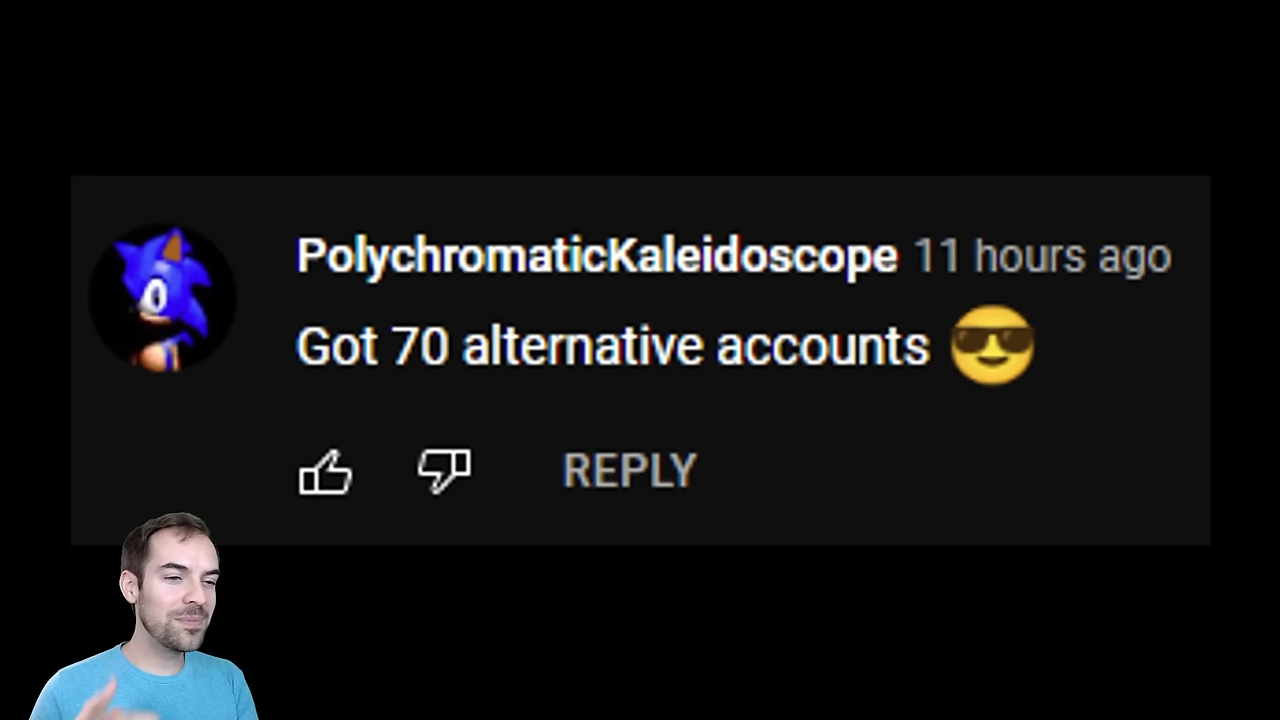 PolychromaticKaleidoscope 11 hours ago
Got 70 alternative accounts 😎
REPLY